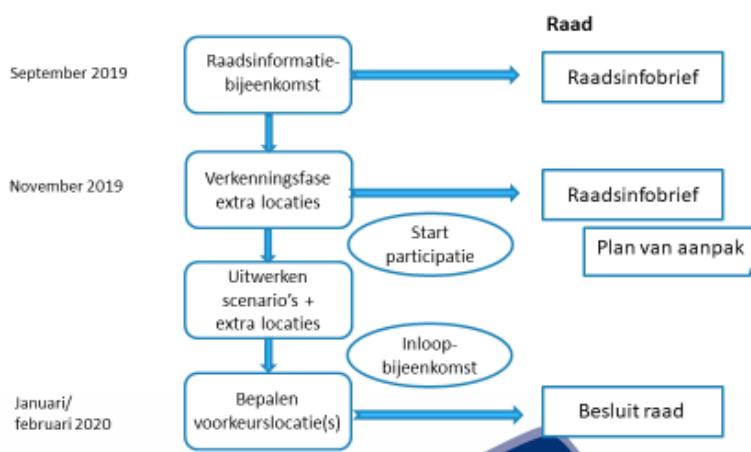 Raad
September 2019
Raadsinformatie-
bijeenkomst
Raadsinfobrief
November 2019
Verkenningsfase
extra locaties
Raadsinfobrief
Start
participatie
Plan van aanpak
Uitwerken
scenario's +
extra locaties
Inloop-
bijeenkomst
Januari/
februari 2020
Bepalen
voorkeurslocatie(s)
Besluit raad